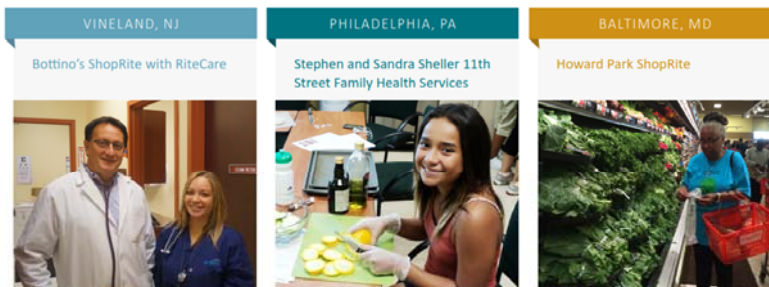 VINELAND, NJ
Bottino's ShopRite with RiteCare
PHILADELPHIA, PA
Stephen and Sandra Sheller 11th
Street Family Health Services
BALTIMORE, MD
Howard Park ShopRite